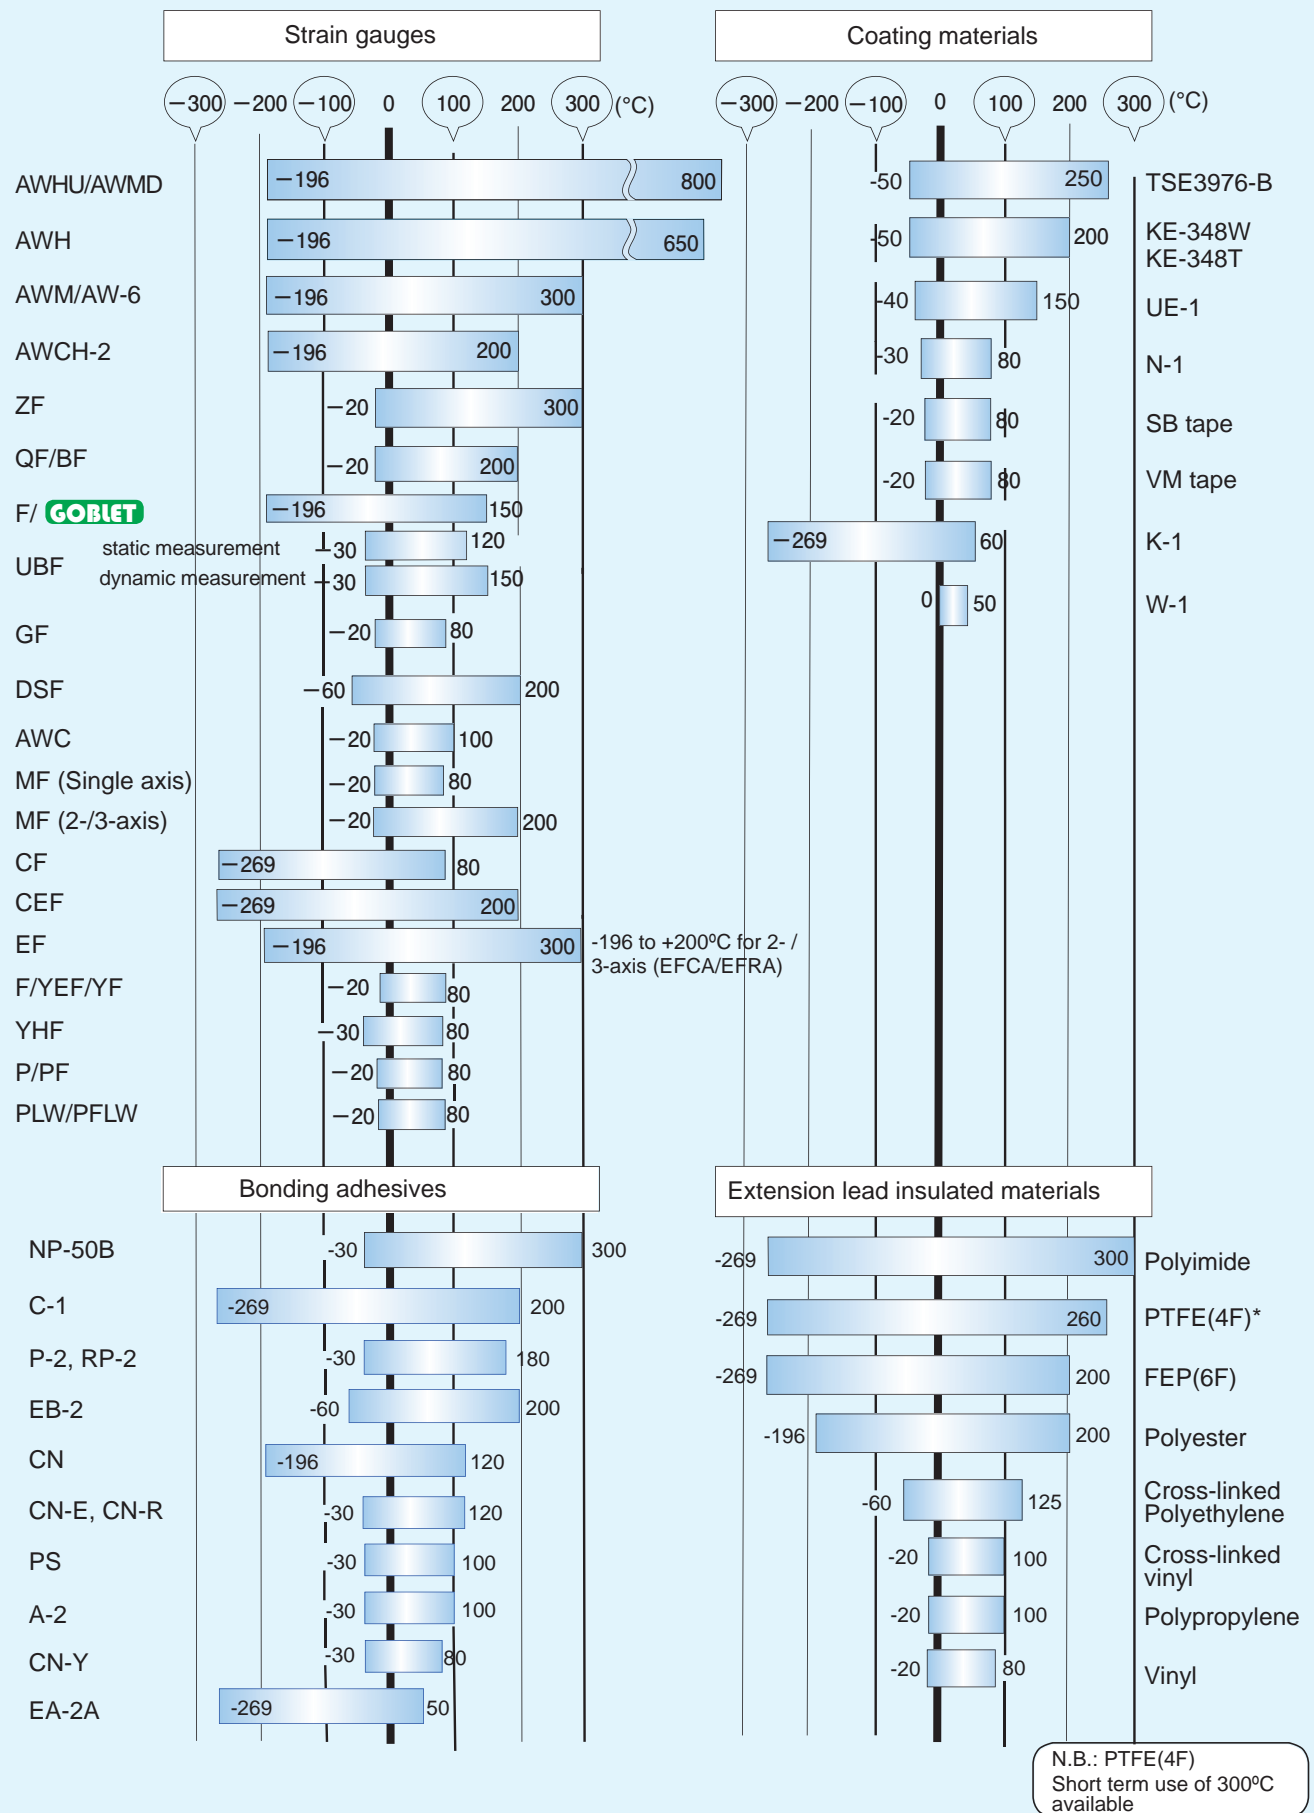 Strain gauges
−300 −200 −100 0 100 200 300 (°C)
AWHU/AWMD −196 800
AWH −196 650
AWM/AW-6 −196 300
AWCH-2 −196 200
ZF −20 300
QF/BF −20 200
F/ GOBLET −196 150
UBF
static measurement −30 120
dynamic measurement −30 150
GF −20 80
DSF −60 200
AWC −20 100
MF (Single axis) −20 80
MF (2-/3-axis) −20 200
CF −269 80
CEF −269 200
EF −196 300 -196 to +200ºC for 2- /
3-axis (EFCA/EFRA)
F/YEF/YF −20 80
YHF −30 80
P/PF −20 80
PLW/PFLW −20 80
Coating materials
−300 −200 −100 0 100 200 300 (°C)
-50 250 TSE3976-B
-50 200 KE-348W
KE-348T
-40 150 UE-1
-30 80 N-1
-20 80 SB tape
-20 80 VM tape
−269 60 K-1
0 50 W-1
Bonding adhesives
NP-50B -30 300
C-1 -269 200
P-2, RP-2 -30 180
EB-2 -60 200
CN -196 120
CN-E, CN-R -30 120
PS -30 100
A-2 -30 100
CN-Y -30 80
EA-2A -269 50
Extension lead insulated materials
-269 300 Polyimide
-269 260 PTFE(4F)*
-269 200 FEP(6F)
-196 200 Polyester
-60 125 Cross-linked
Polyethylene
-20 100 Cross-linked
vinyl
-20 100 Polypropylene
-20 80 Vinyl
N.B.: PTFE(4F)
Short term use of 300ºC
available